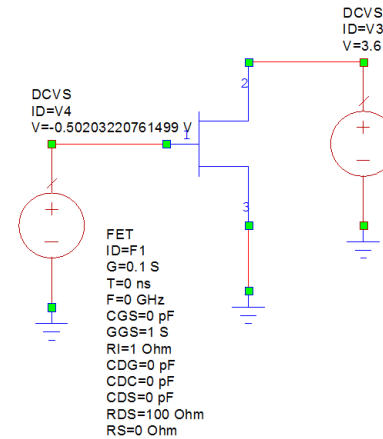 DCVS
ID=V3
V=3.6
2
DCVS
ID=V4
V=-0.50203220761499 V
1
3
FET
ID=F1
G=0.1 S
T=0 ns
F=0 GHz
CGS=0 pF
GGS=1 S
RI=1 Ohm
CDG=0 pF
CDC=0 pF
CDS=0 pF
RDS=100 Ohm
RS=0 Ohm